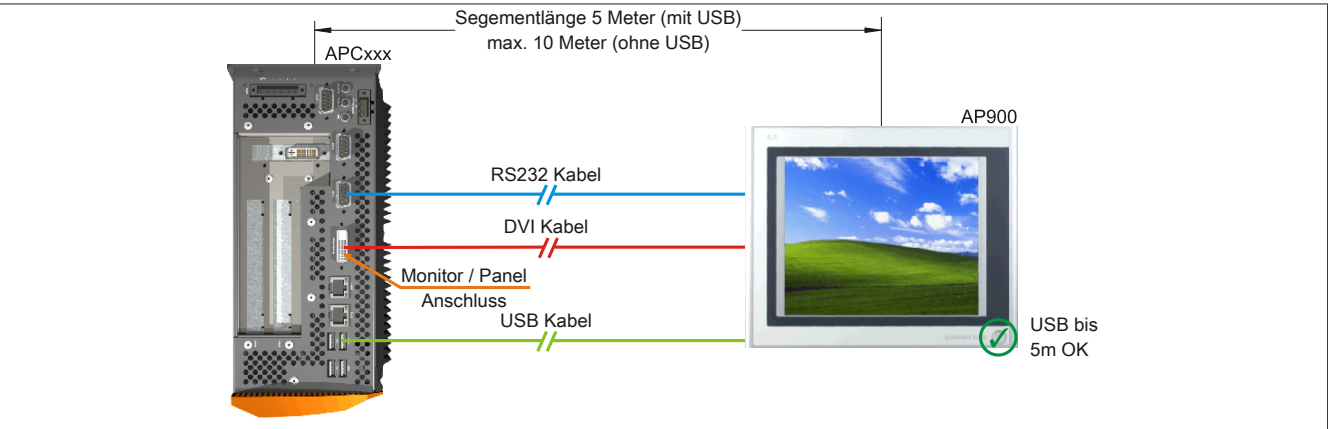 Segementlänge 5 Meter (mit USB)
max. 10 Meter (ohne USB)
APCxxx
AP900
RS232 Kabel
DVI Kabel
Monitor / Panel
Anschluss
USB Kabel
USB bis
5m OK